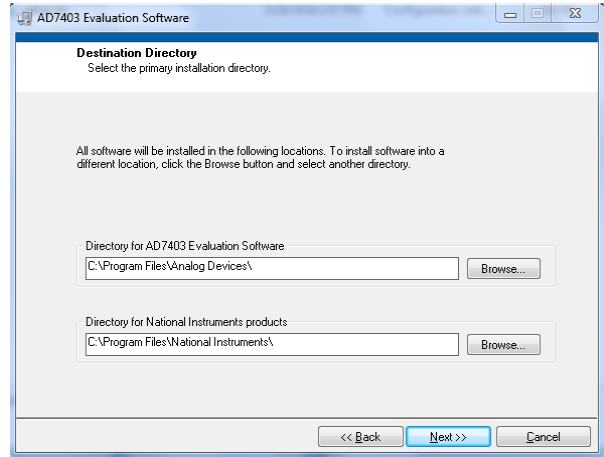 AD7403 Evaluation Software
Destination Directory
Select the primary installation directory.
All software will be installed in the following locations. To install software into a
different location, click the Browse button and select another directory.
Directory for AD7403 Evaluation Software
C:\Program Files\Analog Devices\
Browse...
Directory for National Instruments products
C:\Program Files\National Instruments\
Browse...
<< Back
Next >>
Cancel